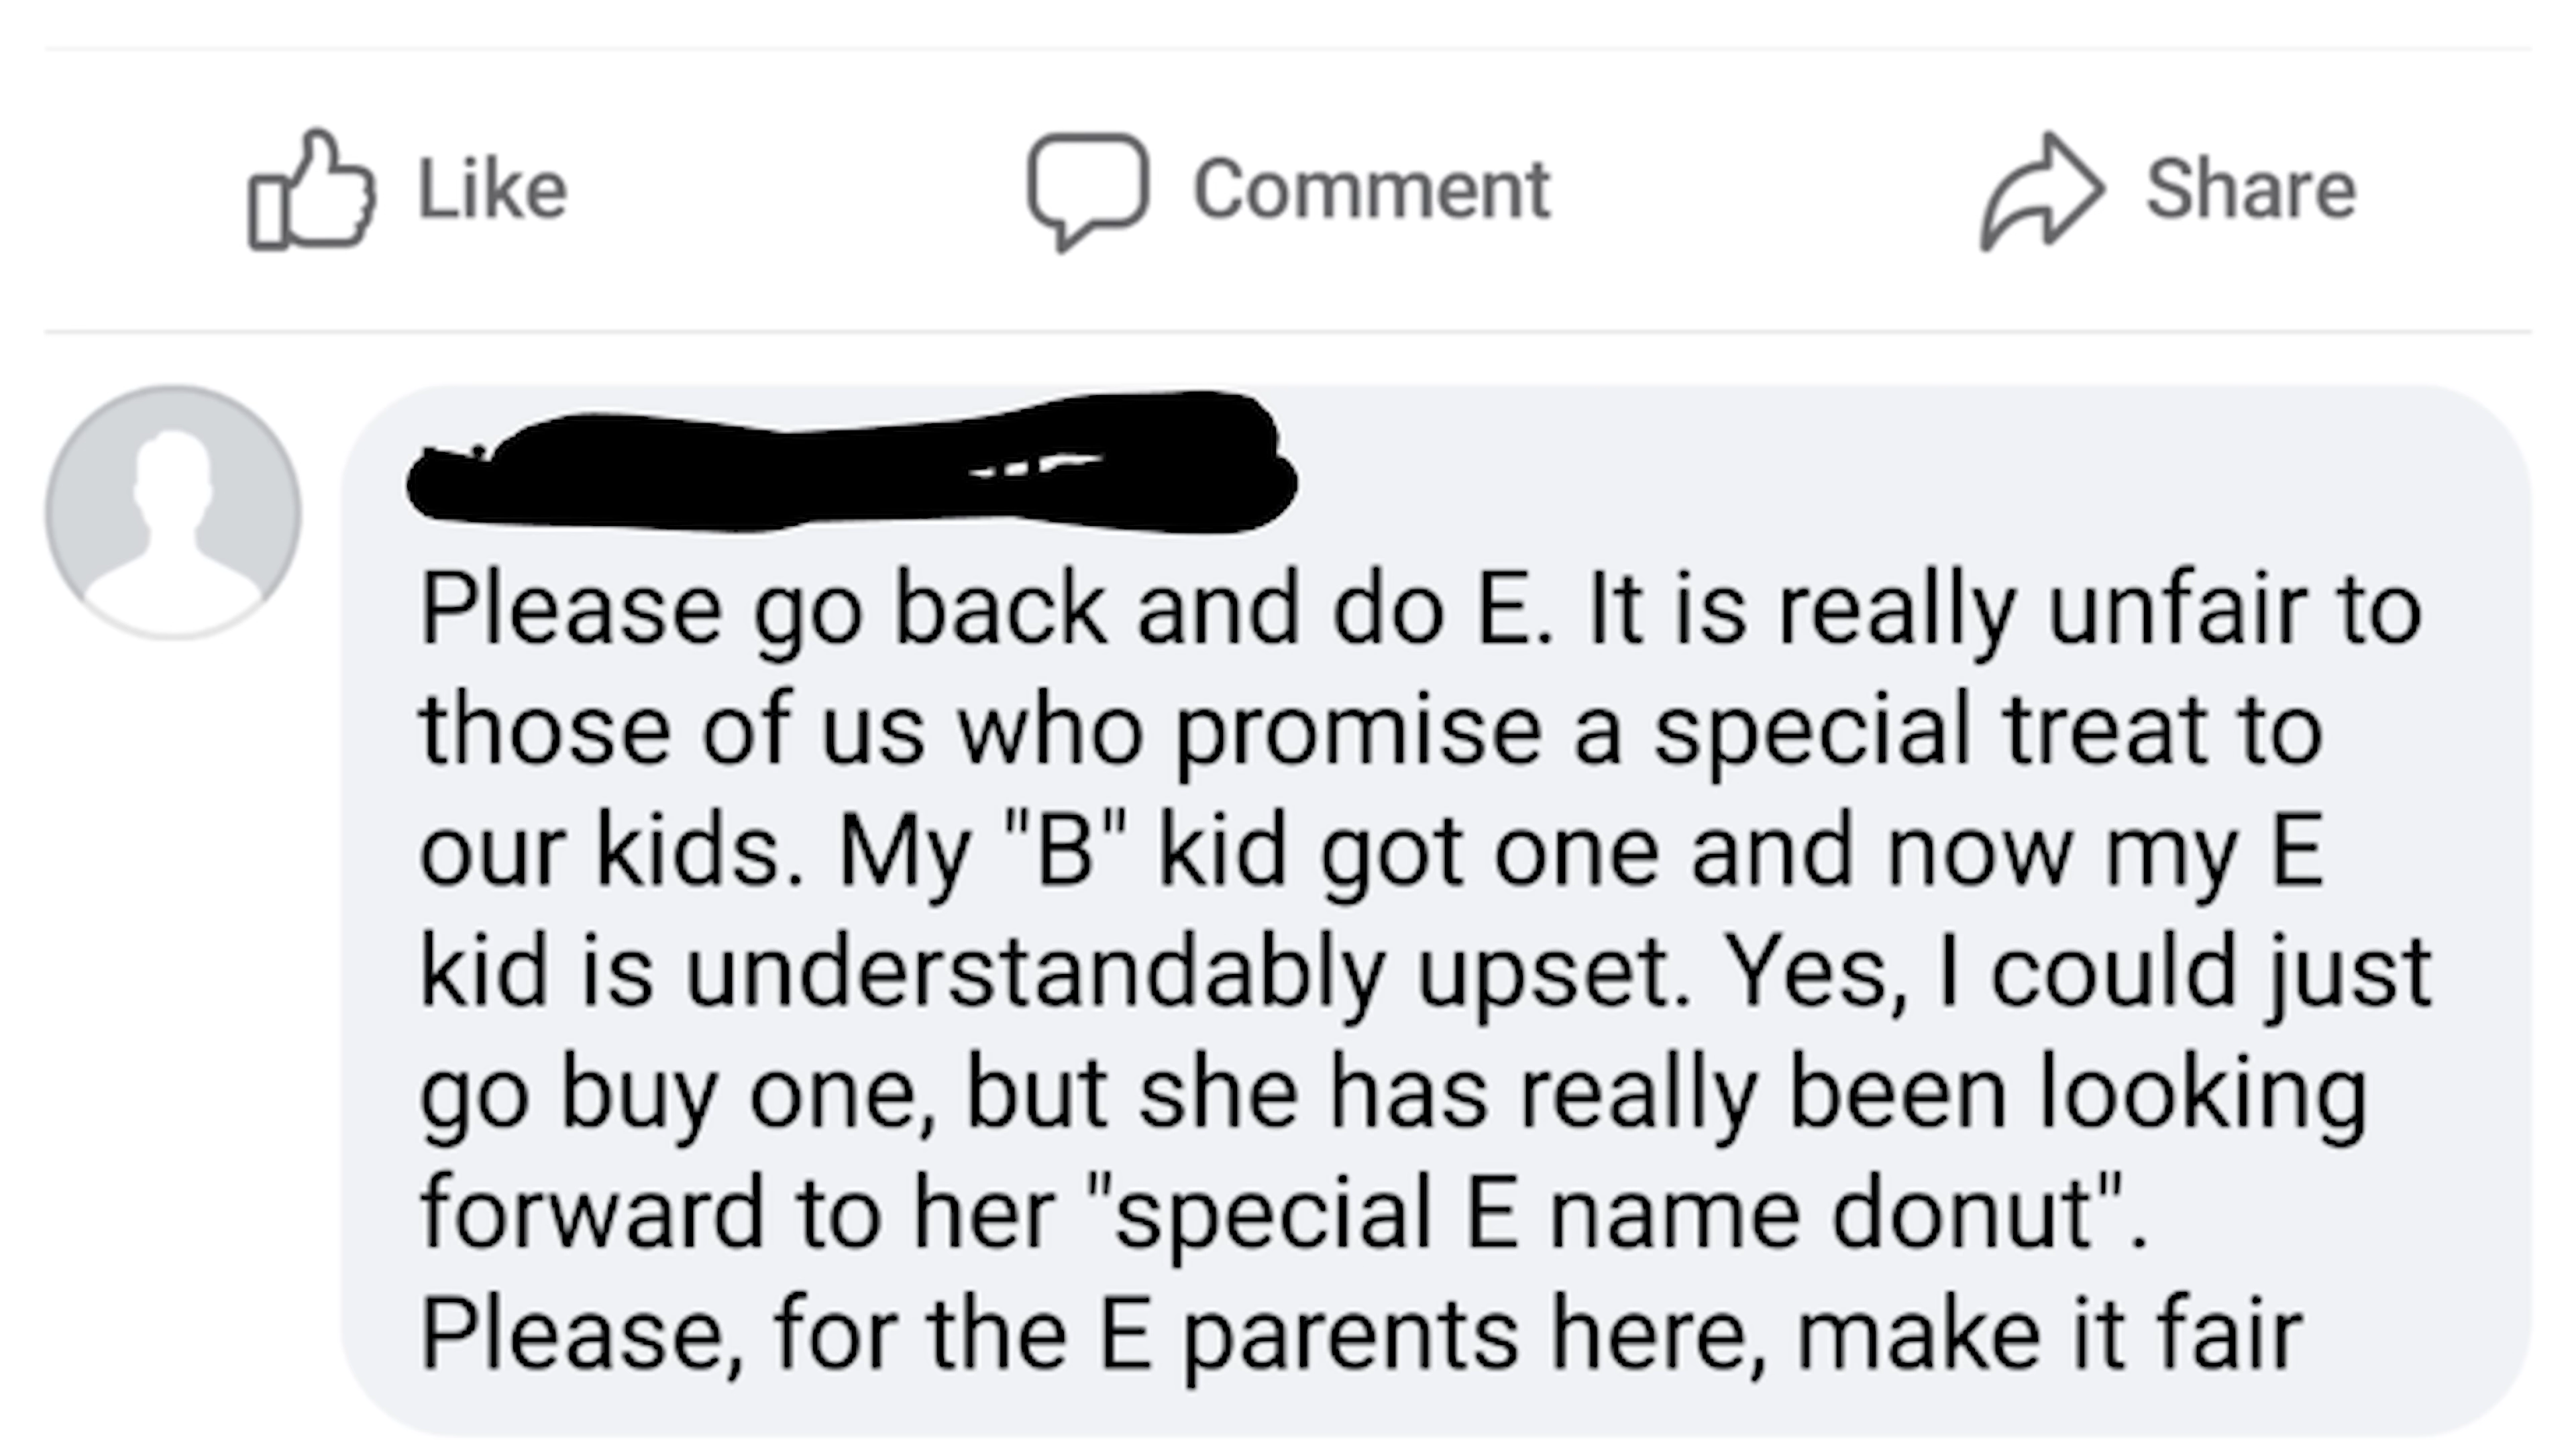 Like Comment Share
Please go back and do E. It is really unfair to
those of us who promise a special treat to
our kids. My "B" kid got one and now my E
kid is understandably upset. Yes, I could just
go buy one, but she has really been looking
forward to her "special E name donut".
Please, for the E parents here, make it fair